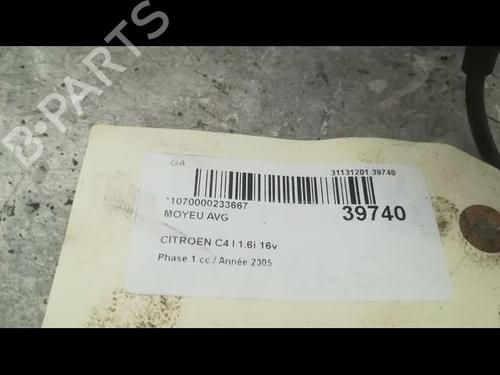 B-PARTS
GA
31131201 39740
*1070000233667
MOYEU AVG
39740
CITROEN C4 I 1.6i 16v
Phase 1 cc / Année 2005